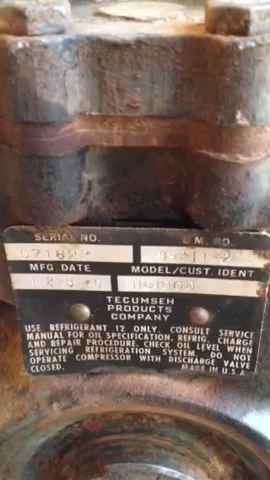 SERIAL NO. B.M. NO.
MFG. DATE MODEL/CUST. IDENT
HG1000
TECUMSEH
PRODUCTS
COMPANY
USE REFRIGERANT 12 ONLY. CONSULT SERVICE
MANUAL FOR OIL SPECIFICATION, REFRIG. CHARGE
AND REPAIR PROCEDURE. CHECK OIL LEVEL WHEN
SERVICING REFRIGERATION SYSTEM. DO NOT
OPERATE COMPRESSOR WITH DISCHARGE VALVE
CLOSED. MADE IN U.S.A